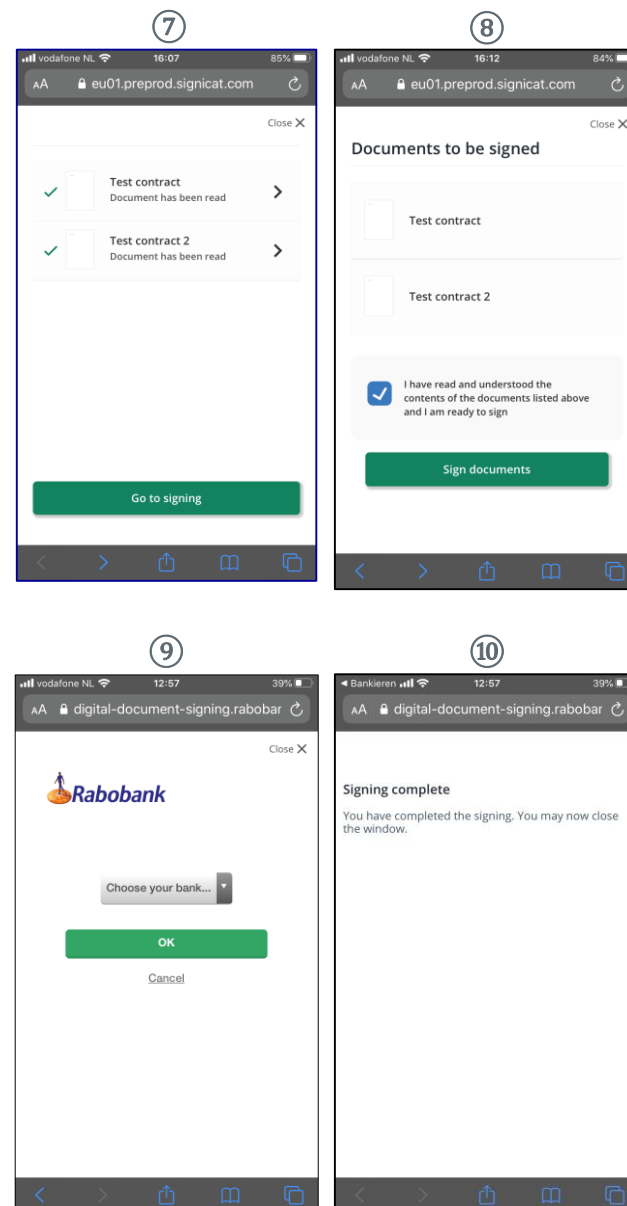 ⑦
vodafone NL 16:07 85%
AA eu01.preprod.signicat.com
Close X
Test contract
Document has been read
Test contract 2
Document has been read
Go to signing
⑧
vodafone NL 16:12 84%
AA eu01.preprod.signicat.com
Close X
Documents to be signed
Test contract
Test contract 2
I have read and understood the
contents of the documents listed above
and I am ready to sign
Sign documents
⑨
vodafone NL 12:57 39%
AA digital-document-signing.rabobar
Close X
Rabobank
Choose your bank...
OK
Cancel
⑩
Bankieren 12:57 39%
AA digital-document-signing.rabobar
Signing complete
You have completed the signing. You may now close
the window.